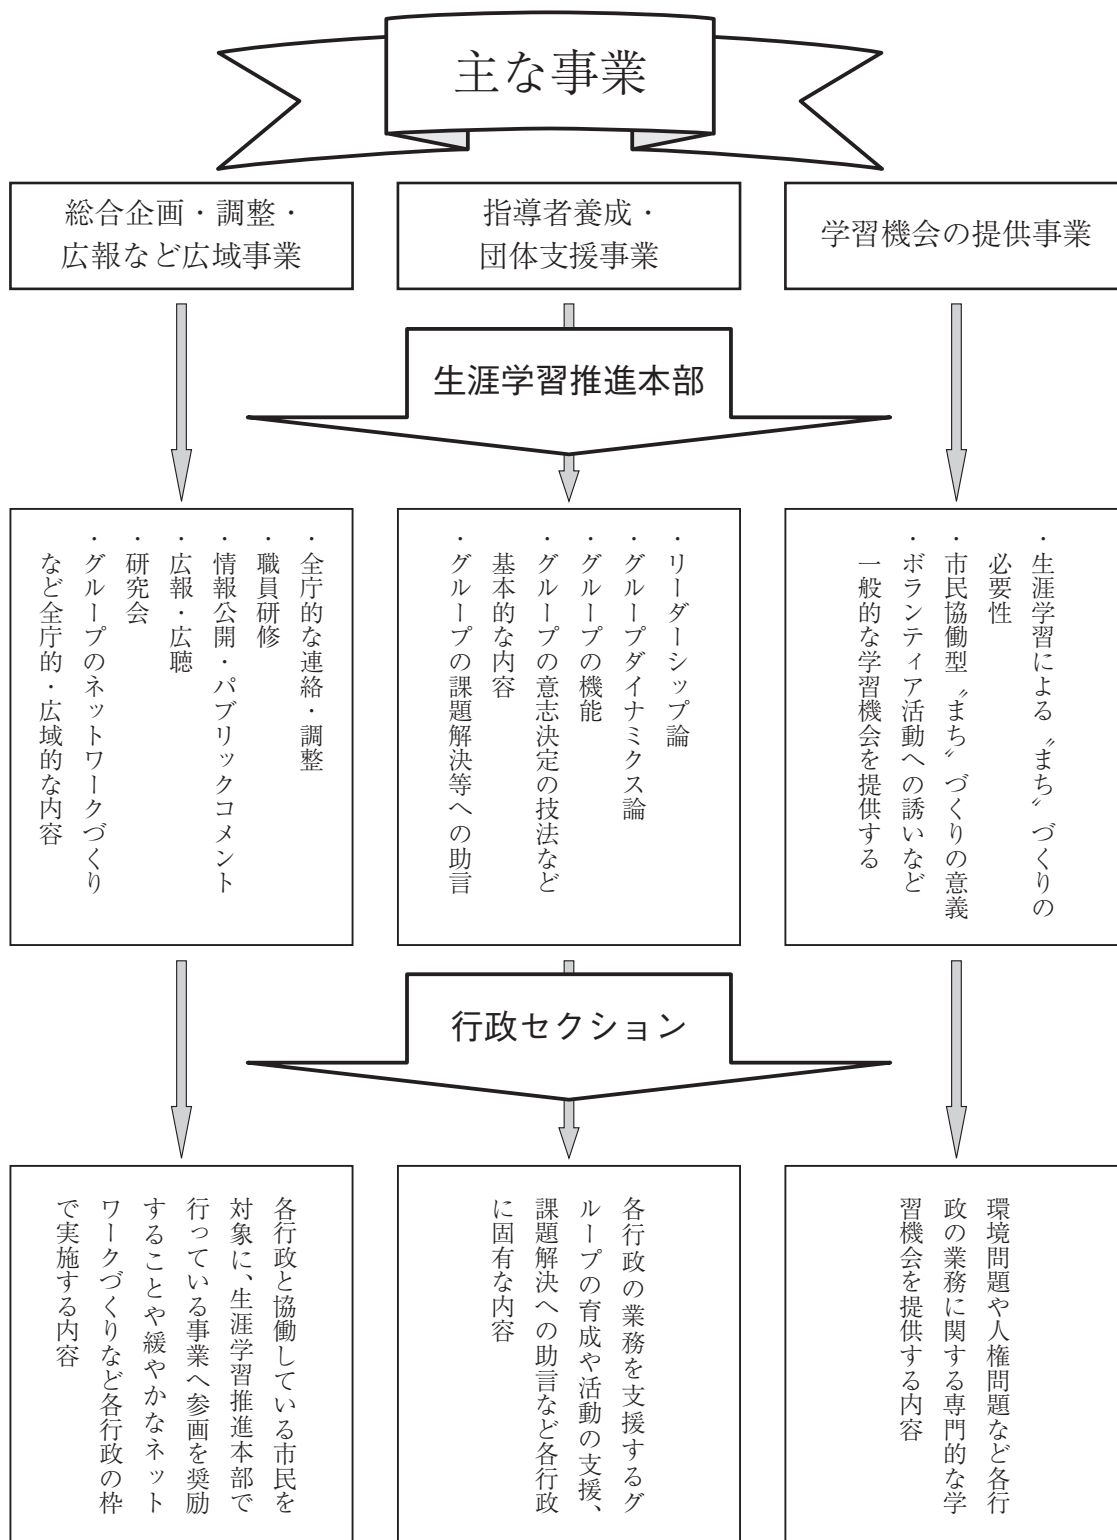 主な事業
総合企画・調整・
広報など広域事業
指導者養成・
団体支援事業
学習機会の提供事業
生涯学習推進本部
・全庁的な連絡・調整
・職員研修
・情報公開・パブリックコメント
・広報・広聴
・研究会
・グループのネットワークづくり
など全庁的・広域的な内容
・リーダーシップ論
・グループダイナミクス論
・グループの機能
・グループの意志決定の技法など
基本的な内容
・グループの課題解決等への助言
・生涯学習による〝まち〟づくりの
必要性
・市民協働型〝まち〟づくりの意義
・ボランティア活動への誘いなど
一般的な学習機会を提供する
行政セクション
各行政と協働している市民を
対象に、生涯学習推進本部で
行っている事業へ参画を奨励
することや緩やかなネット
ワークづくりなど各行政の枠
で実施する内容
各行政の業務を支援するグ
ループの育成や活動の支援、
課題解決への助言など各行政
に固有な内容
環境問題や人権問題など各行
政の業務に関する専門的な学
習機会を提供する内容